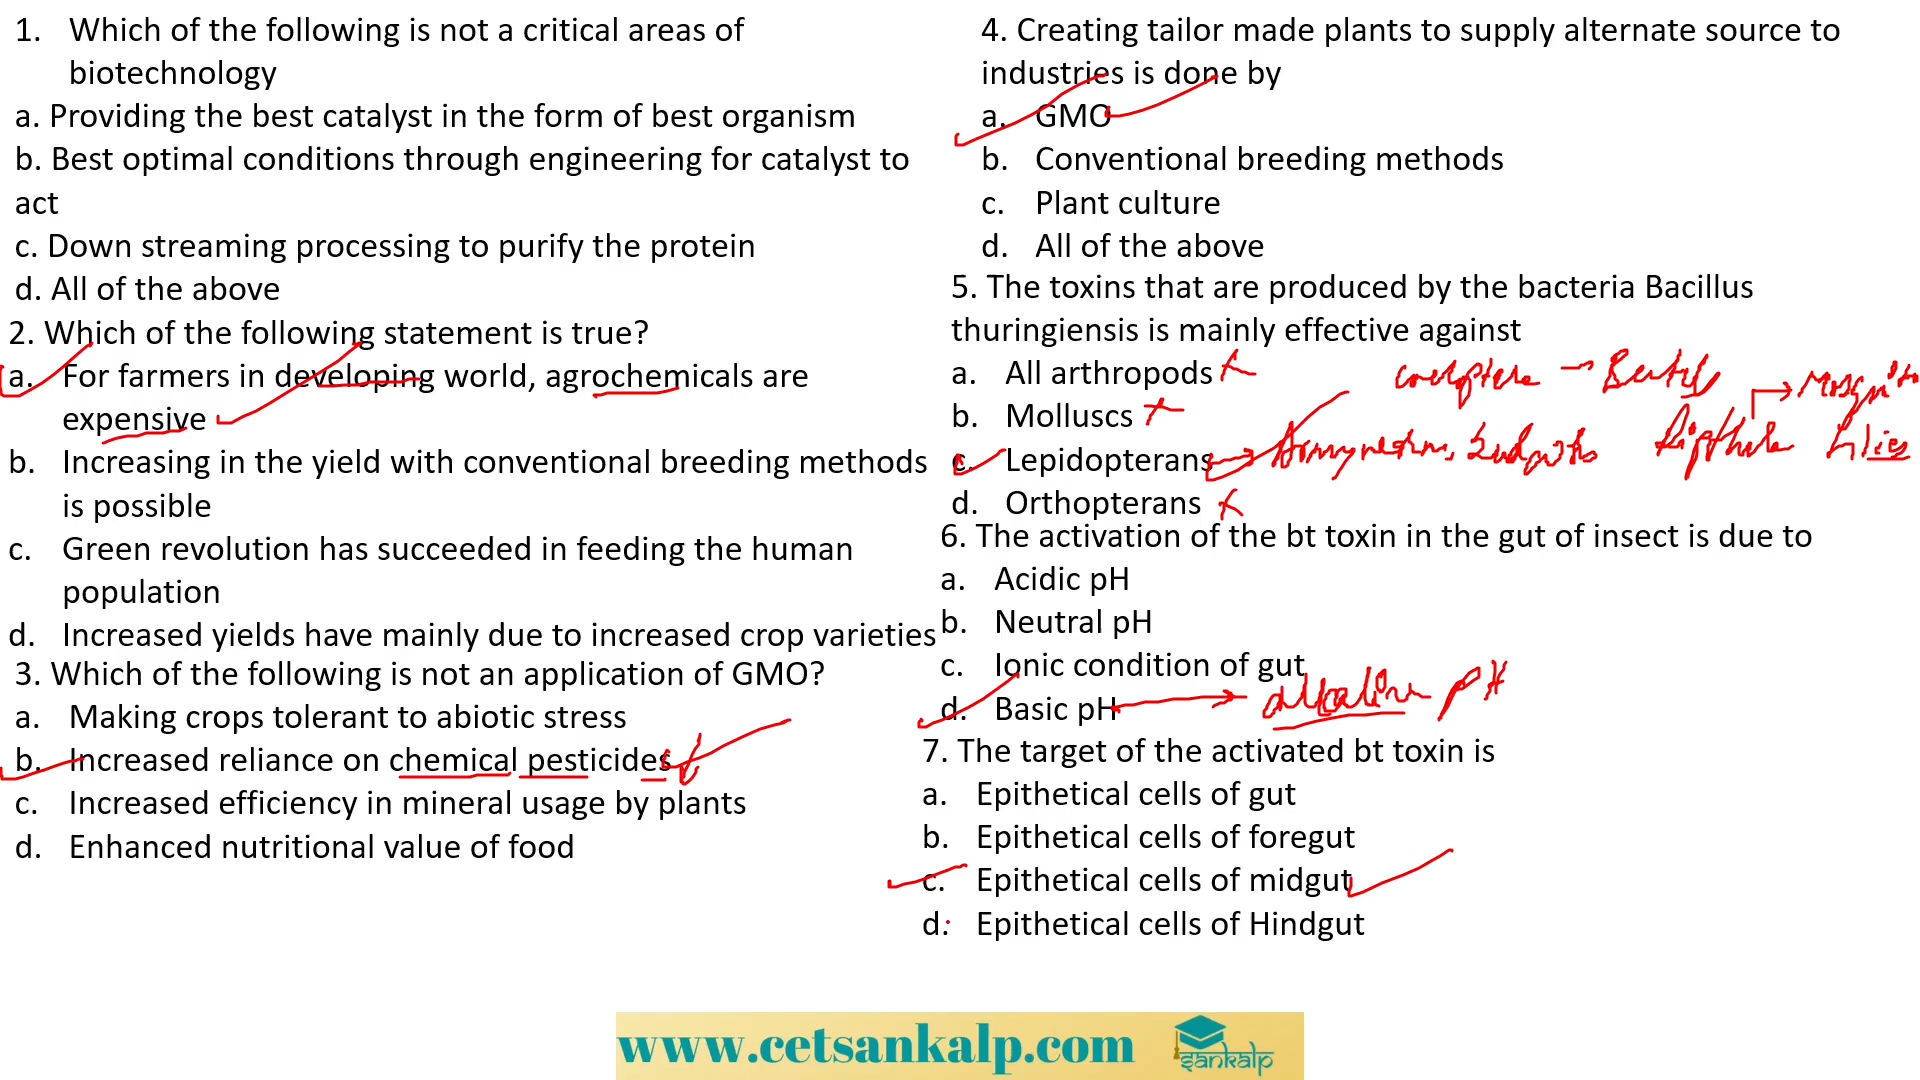 1. Which of the following is not a critical areas of
biotechnology
a. Providing the best catalyst in the form of best organism
b. Best optimal conditions through engineering for catalyst to
act
c. Down streaming processing to purify the protein
d. All of the above
2. Which of the following statement is true?
a. For farmers in developing world, agrochemicals are
expensive
b. Increasing in the yield with conventional breeding methods
is possible
c. Green revolution has succeeded in feeding the human
population
d. Increased yields have mainly due to increased crop varieties
3. Which of the following is not an application of GMO?
a. Making crops tolerant to abiotic stress
b. Increased reliance on chemical pesticides
c. Increased efficiency in mineral usage by plants
d. Enhanced nutritional value of food
4. Creating tailor made plants to supply alternate source to
industries is done by
a. GMO
b. Conventional breeding methods
c. Plant culture
d. All of the above
5. The toxins that are produced by the bacteria Bacillus
thuringiensis is mainly effective against
a. All arthropods
b. Molluscs
c. Lepidopterans
d. Orthopterans
6. The activation of the bt toxin in the gut of insect is due to
a. Acidic pH
b. Neutral pH
c. Ionic condition of gut
d. Basic pH alkaline pH
7. The target of the activated bt toxin is
a. Epithetical cells of gut
b. Epithetical cells of foregut
c. Epithetical cells of midgut
d. Epithetical cells of Hindgut
www.cetsankalp.com
sankalp